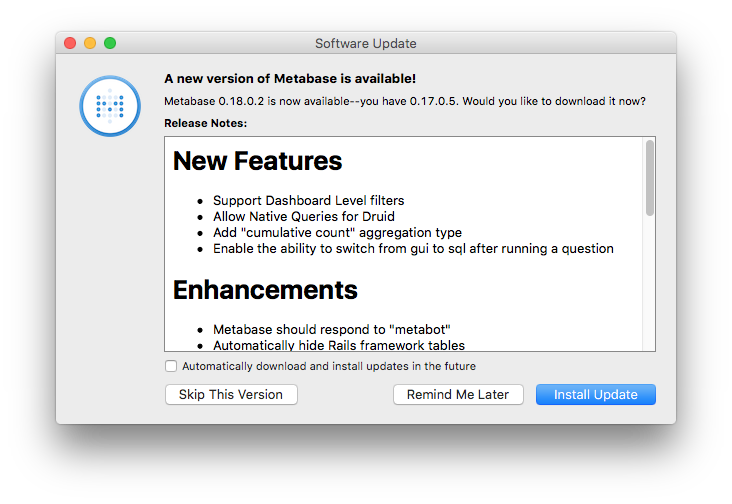 Software Update
A new version of Metabase is available!
Metabase 0.18.0.2 is now available--you have 0.17.0.5. Would you like to download it now?
Release Notes:
New Features
• Support Dashboard Level filters
• Allow Native Queries for Druid
• Add "cumulative count" aggregation type
• Enable the ability to switch from gui to sql after running a question
Enhancements
• Metabase should respond to "metabot"
• Automatically hide Rails framework tables
Automatically download and install updates in the future
Skip This Version
Remind Me Later
Install Update